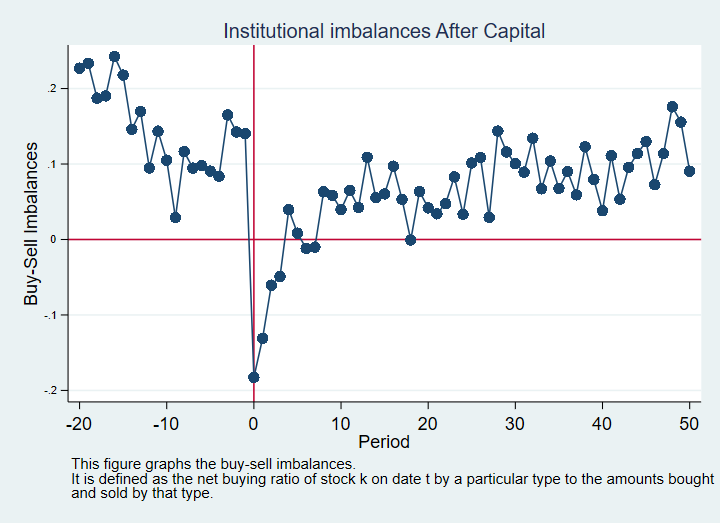 Institutional imbalances After Capital
Buy-Sell Imbalances
.2
.1
0
-.1
-.2
-20 -10 0 10 20 30 40 50
Period
This figure graphs the buy-sell imbalances.
It is defined as the net buying ratio of stock k on date t by a particular type to the amounts bought
and sold by that type.